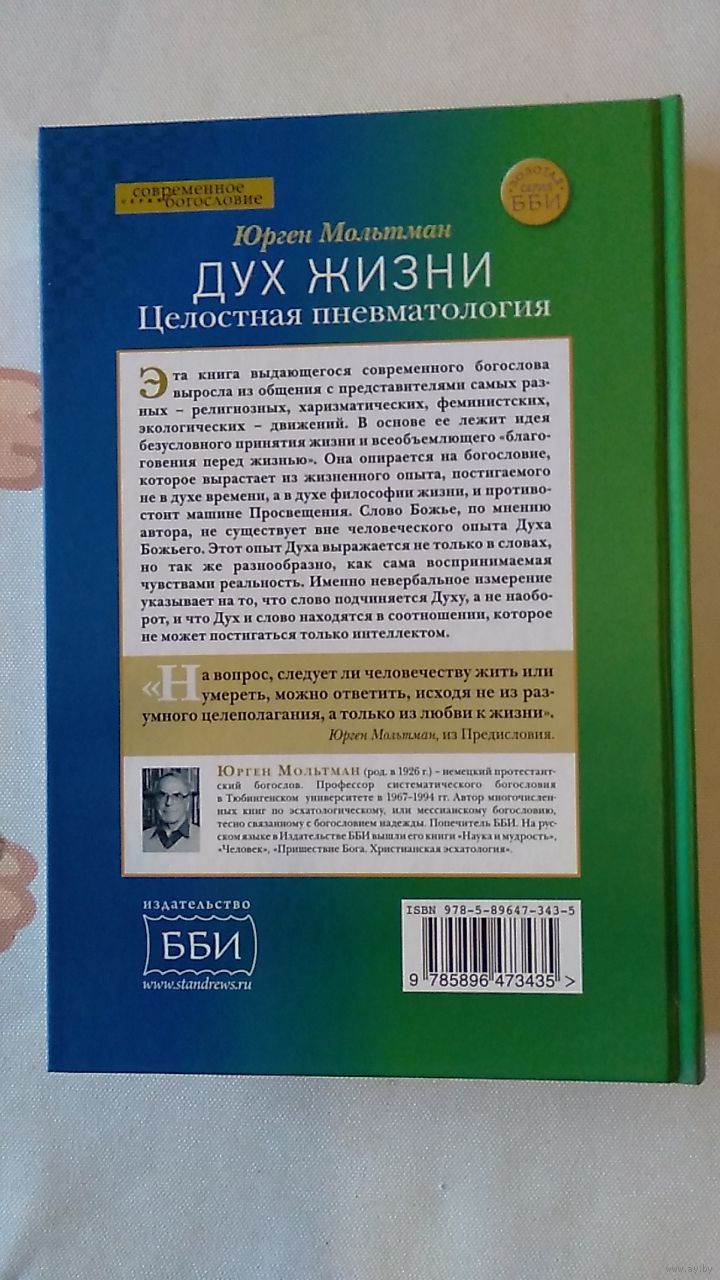 современное
серия богословие
ЗОЛОТАЯ
СЕРИЯ
ББИ
Юрген Мольтман
ДУХ ЖИЗНИ
Целостная пневматология
Эта книга выдающегося современного богослова
выросла из общения с представителями самых раз-
ных – религиозных, харизматических, феминистских,
экологических – движений. В основе ее лежит идея
безусловного принятия жизни и всеобъемлющего «благо-
говения перед жизнью». Она опирается на богословие,
которое вырастает из жизненного опыта, постигаемого
не в духе времени, а в духе философии жизни, и противо-
стоит машине Просвещения. Слово Божье, по мнению
автора, не существует вне человеческого опыта Духа
Божьего. Этот опыт Духа выражается не только в словах,
но так же разнообразно, как сама воспринимаемая
чувствами реальность. Именно невербальное измерение
указывает на то, что слово подчиняется Духу, а не наобо-
рот, и что Дух и слово находятся в соотношении, которое
не может постигаться только интеллектом.
«На вопрос, следует ли человечеству жить или
умереть, можно ответить, исходя не из раз-
умного целеполагания, а только из любви к жизни».
Юрген Мольтман, из Предисловия.
Юрген Мольтман (род. в 1926 г.) – немецкий протестант-
ский богослов. Профессор систематического богословия
в Тюбингенском университете в 1967–1994 гг. Автор многочислен-
ных книг по эсхатологическому, или мессианскому богословию,
тесно связанному с богословием надежды. Попечитель ББИ. На рус-
ском языке в Издательстве ББИ вышли его книги «Наука и мудрость»,
«Человек», «Пришествие Бога. Христианская эсхатология».
издательство
ББИ
www.standrews.ru
ISBN 978-5-89647-343-5
9 785896 473435 >
www.ay.by